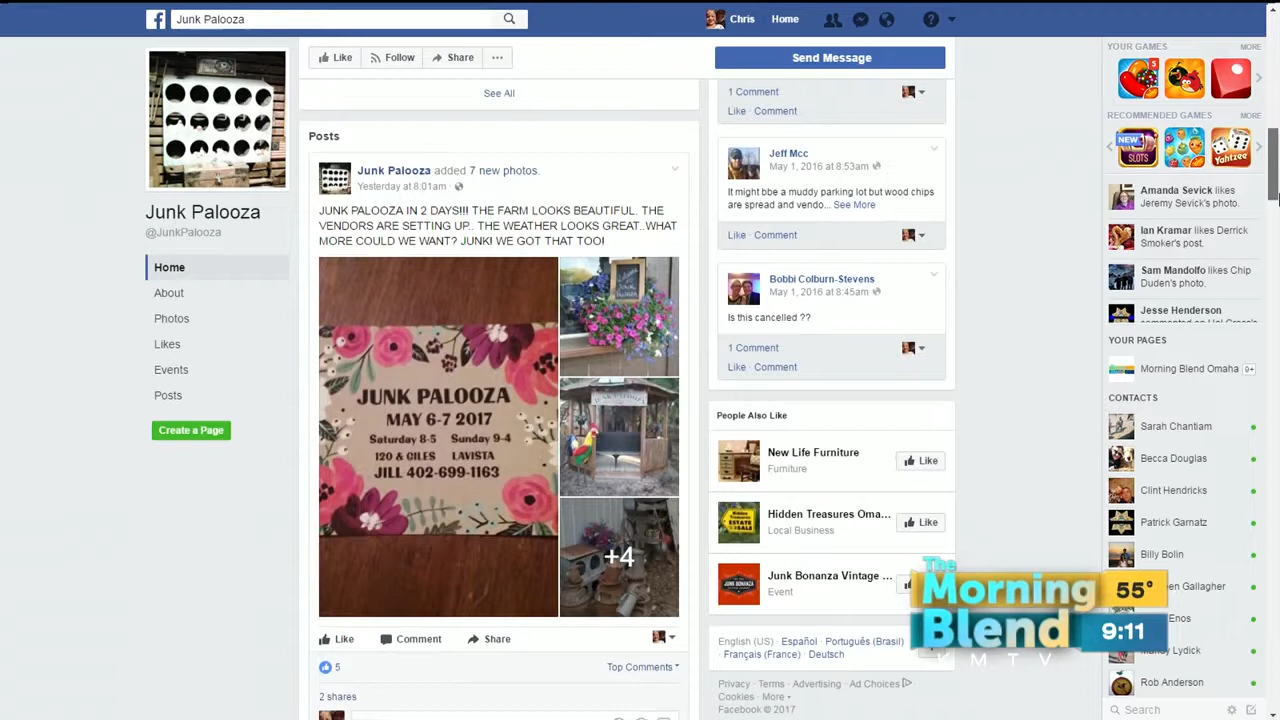 Junk Palooza
Chris Home
Like Follow Share ...
Send Message
See All
Junk Palooza
@JunkPalooza
Home
About
Photos
Likes
Events
Posts
Create a Page
Posts
Junk Palooza added 7 new photos.
Yesterday at 8:01am
JUNK PALOOZA IN 2 DAYS!!! THE FARM LOOKS BEAUTIFUL. THE
VENDORS ARE SETTING UP.. THE WEATHER LOOKS GREAT..WHAT
MORE COULD WE WANT? JUNK! WE GOT THAT TOO!
JUNK PALOOZA
MAY 6-7 2017
Saturday 8-5 Sunday 9-4
120 & GILES LAVISTA
JILL 402-699-1163
+4
Like Comment Share
5
Top Comments
2 shares
1 Comment
Like · Comment
Jeff Mcc
May 1, 2016 at 8:53am
It might bbe a muddy parking lot but wood chips
are spread and vendo... See More
Like · Comment
Bobbi Colburn-Stevens
May 1, 2016 at 8:45am
Is this cancelled ??
1 Comment
Like · Comment
People Also Like
New Life Furniture
Furniture
Like
Hidden Treasures Oma...
Local Business
Like
Junk Bonanza Vintage ...
Event
English (US) · Español · Português (Brasil)
· Français (France) · Deutsch
Privacy · Terms · Advertising · Ad Choices
Cookies · More
Facebook © 2017
YOUR GAMES MORE
5
RECOMMENDED GAMES MORE
NEW
SLOTS
Yahtzee
Amanda Sevick likes
Jeremy Sevick's photo.
Ian Kramar likes Derrick
Smoker's post.
Sam Mandolfo likes Chip
Duden's photo.
Jesse Henderson
YOUR PAGES
Morning Blend Omaha 9+
CONTACTS
Sarah Chantiam
Becca Douglas
Clint Hendricks
Patrick Garnatz
Billy Bolin
Gallagher
Enos
Lydick
Rob Anderson
Search
The
Morning
Blend
KMTV
55°
9:11